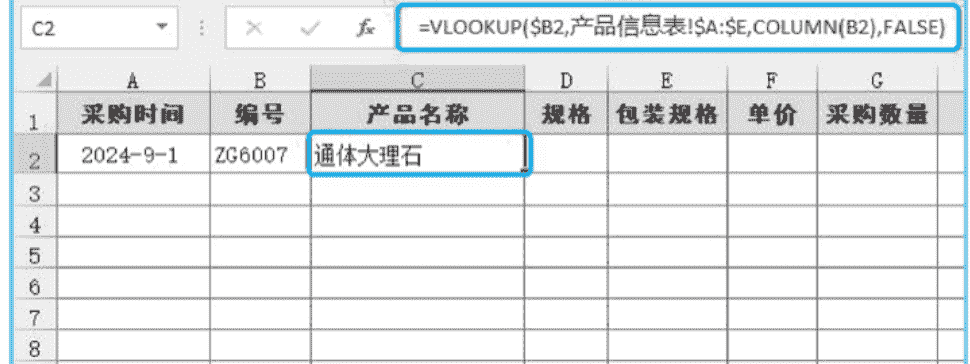 C2 fx =VLOOKUP($B2,产品信息表!$A:$E,COLUMN(B2),FALSE)
A B C D E F G
1 采购时间 编号 产品名称 规格 包装规格 单价 采购数量
2 2024-9-1 ZG6007 通体大理石
3
4
5
6
7
8